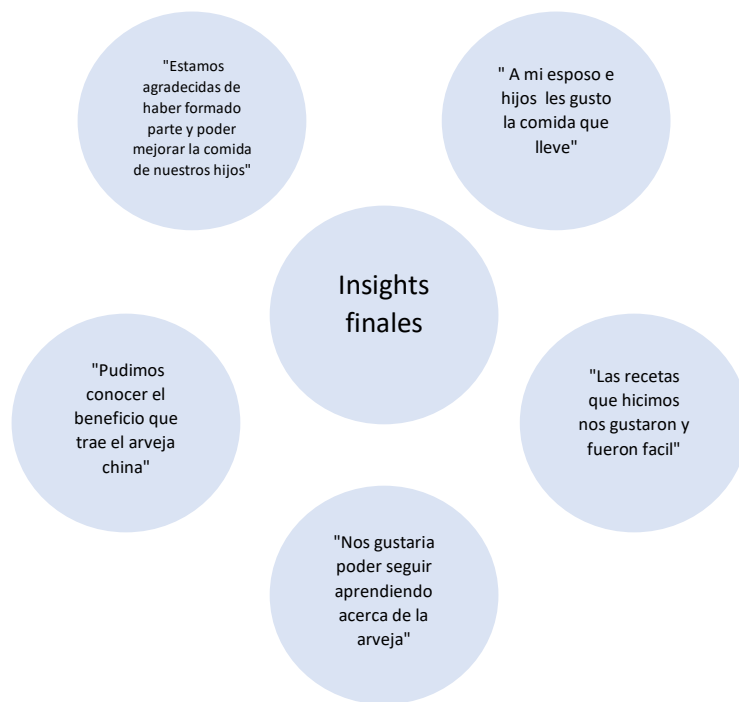 "Estamos
agradecidas de
haber formado
parte y poder
mejorar la comida
de nuestros hijos"
" A mi esposo e
hijos les gusto
la comida que
lleve"
Insights
finales
"Pudimos
conocer el
beneficio que
trae el arveja
china"
"Las recetas
que hicimos
nos gustaron y
fueron facil"
"Nos gustaria
poder seguir
aprendiendo
acerca de la
arveja"